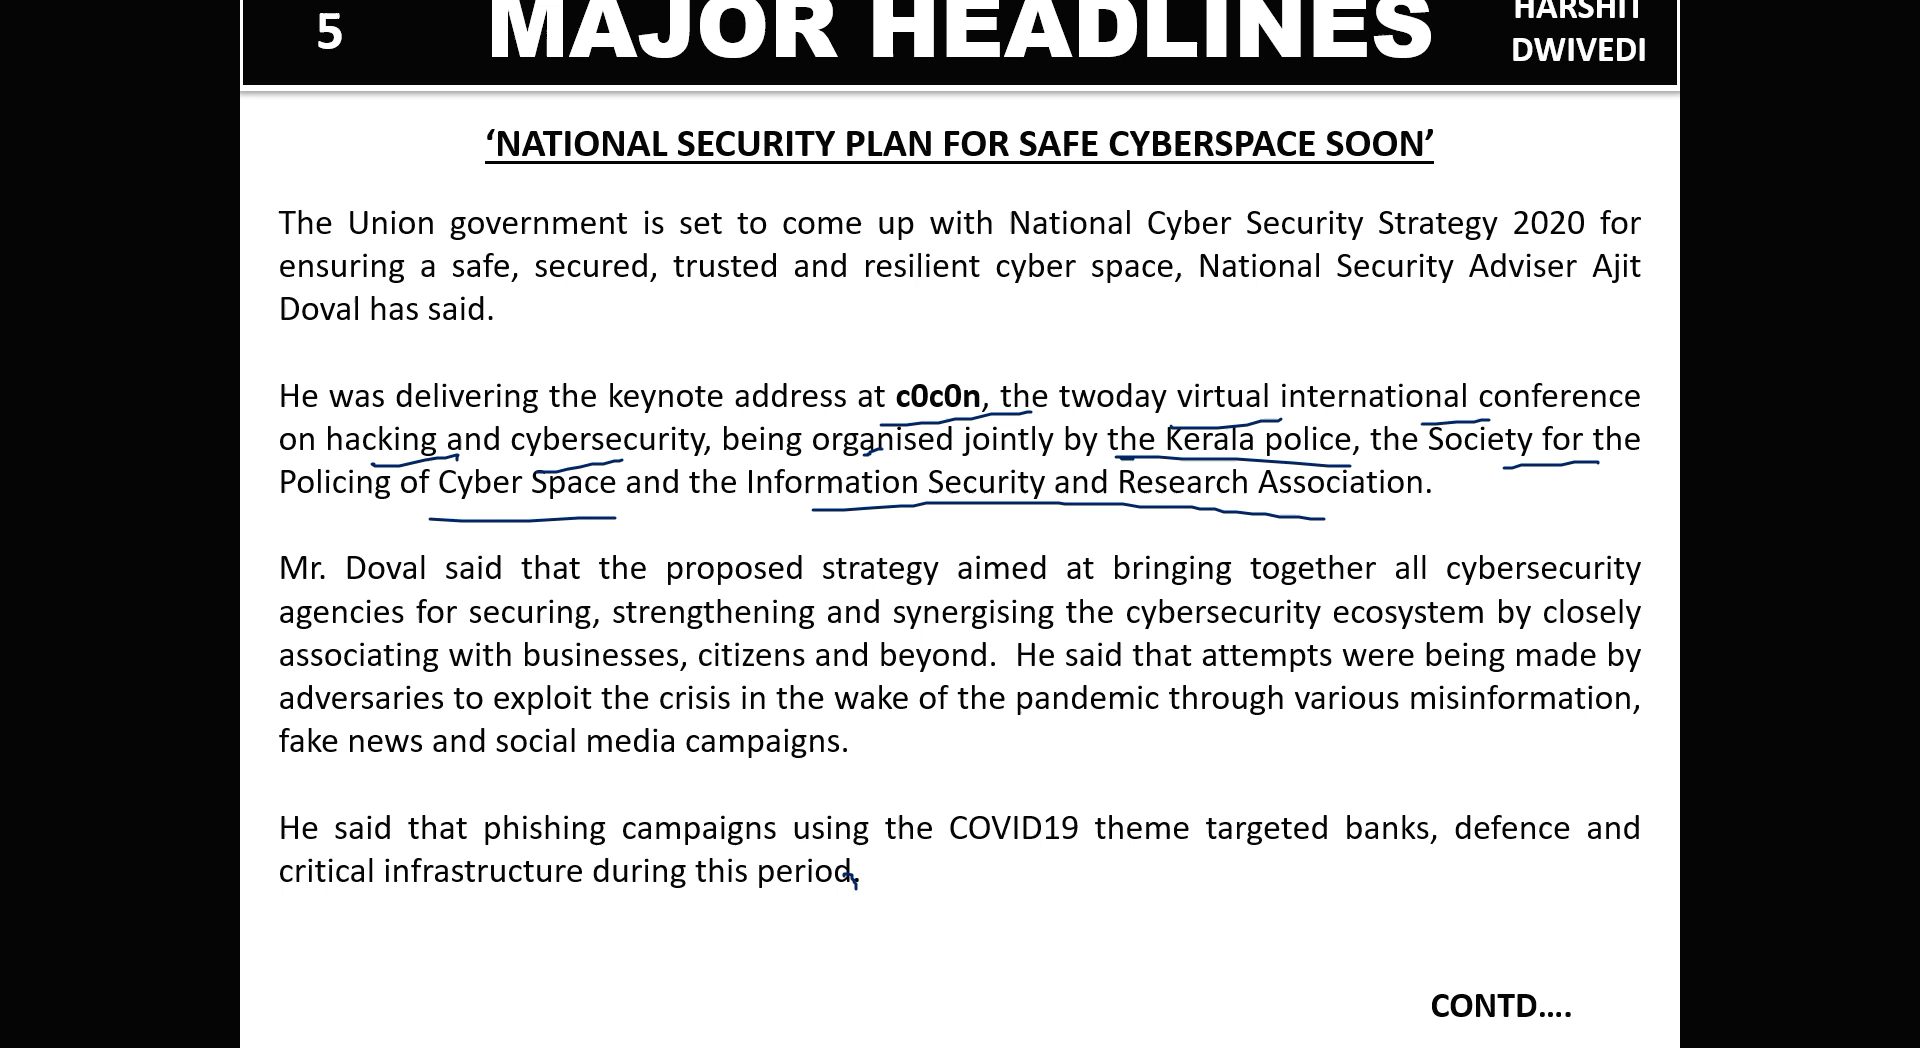 5
MAJOR HEADLINES
HARSHIT
DWIVEDI
‘NATIONAL SECURITY PLAN FOR SAFE CYBERSPACE SOON’
The Union government is set to come up with National Cyber Security Strategy 2020 for
ensuring a safe, secured, trusted and resilient cyber space, National Security Adviser Ajit
Doval has said.
He was delivering the keynote address at c0c0n, the twoday virtual international conference
on hacking and cybersecurity, being organised jointly by the Kerala police, the Society for the
Policing of Cyber Space and the Information Security and Research Association.
Mr. Doval said that the proposed strategy aimed at bringing together all cybersecurity
agencies for securing, strengthening and synergising the cybersecurity ecosystem by closely
associating with businesses, citizens and beyond.  He said that attempts were being made by
adversaries to exploit the crisis in the wake of the pandemic through various misinformation,
fake news and social media campaigns.
He said that phishing campaigns using the COVID19 theme targeted banks, defence and
critical infrastructure during this period.
CONTD....